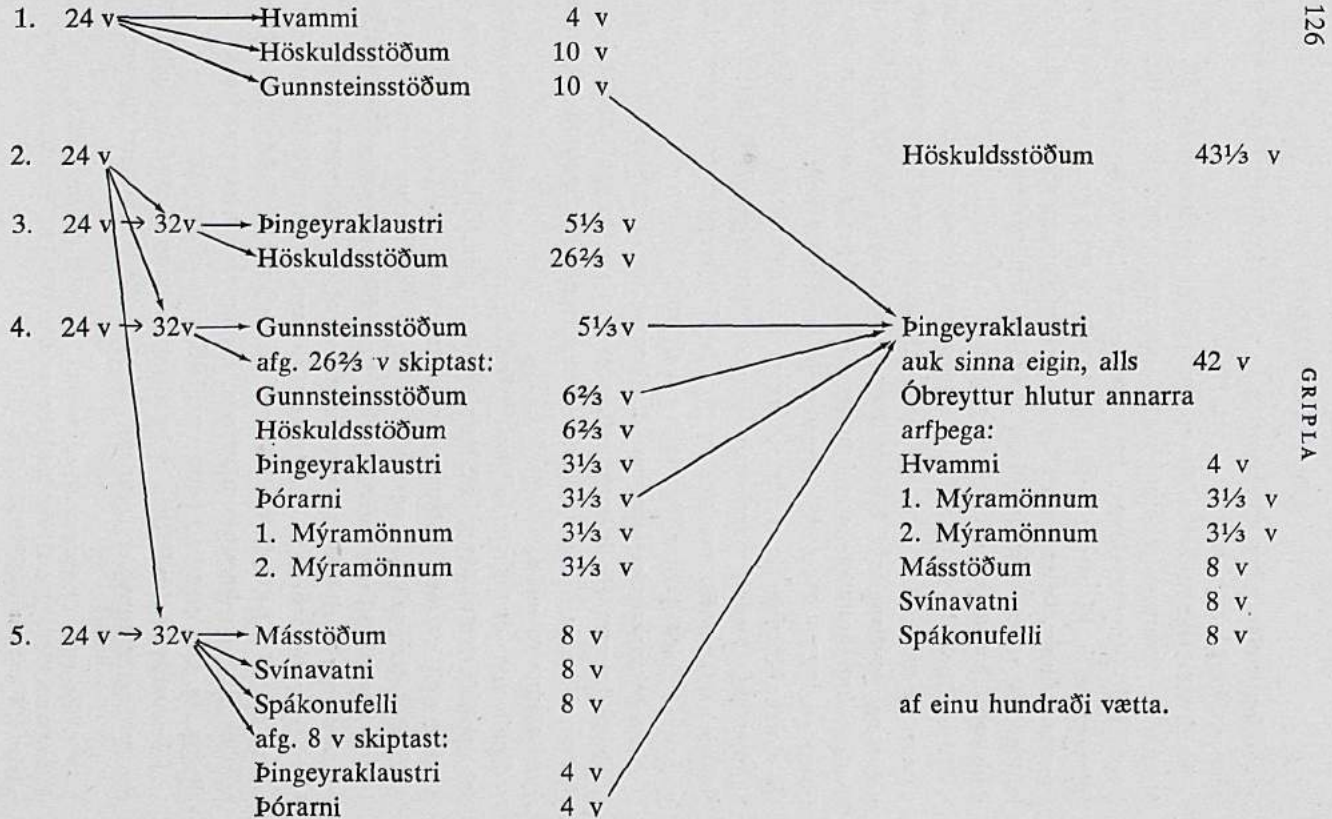 126
GRIPLA
1. 24 v Hvammi 4 v
Höskuldsstöðum 10 v
Gunnsteinsstöðum 10 v
2. 24 v
3. 24 v → 32v Þingeyraklaustri 5⅓ v
Höskuldsstöðum 26⅔ v
4. 24 v → 32v Gunnsteinsstöðum 5⅓v
afg. 26⅔ v skiptast:
Gunnsteinsstöðum 6⅔ v
Höskuldsstöðum 6⅔ v
Þingeyraklaustri 3⅓ v
Þórarni 3⅓ v
1. Mýramönnum 3⅓ v
2. Mýramönnum 3⅓ v
5. 24 v → 32v Másstöðum 8 v
Svínavatni 8 v
Spákonufelli 8 v
afg. 8 v skiptast:
Þingeyraklaustri 4 v
Þórarni 4 v
Höskuldsstöðum 43⅓ v
Þingeyraklaustri
auk sinna eigin, alls 42 v
Óbreyttur hlutur annarra
arfþega:
Hvammi 4 v
1. Mýramönnum 3⅓ v
2. Mýramönnum 3⅓ v
Másstöðum 8 v
Svínavatni 8 v
Spákonufelli 8 v
af einu hundraði vætta.